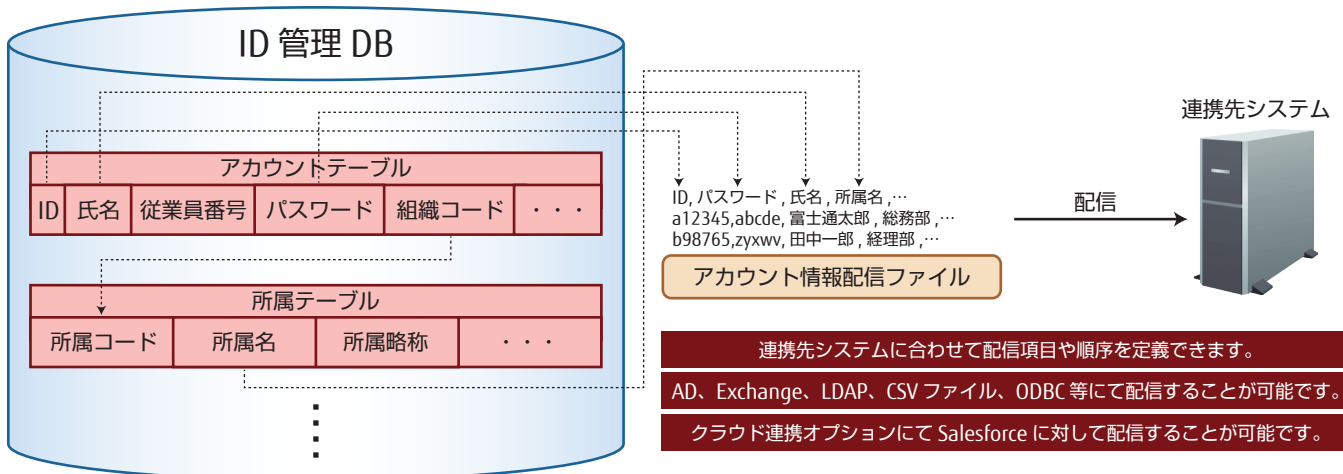 ID 管理 DB
アカウントテーブル
ID 氏名 従業員番号 パスワード 組織コード ・・・
所属テーブル
所属コード 所属名 所属略称 ・・・
ID, パスワード , 氏名 , 所属名 ,…
a12345,abcde, 富士通太郎 , 総務部 ,…
b98765,zyxwv, 田中一郎 , 経理部 ,…
アカウント情報配信ファイル
配信
連携先システム
連携先システムに合わせて配信項目や順序を定義できます。
AD、Exchange、LDAP、CSV ファイル、ODBC 等にて配信することが可能です。
クラウド連携オプションにて Salesforce に対して配信することが可能です。